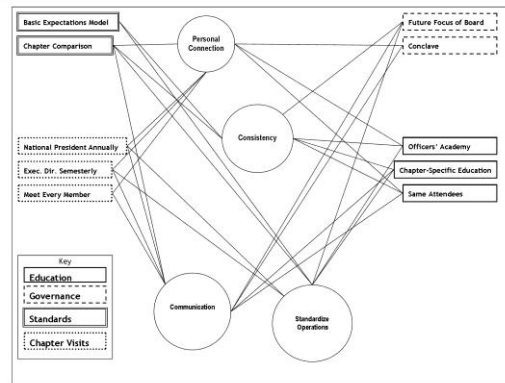 Basic Expectations Model
Chapter Comparison
Personal
Connection
Future Focus of Board
Conclave
Consistency
National President Annually
Exec. Dir. Semesterly
Meet Every Member
Officers' Academy
Chapter-Specific Education
Same Attendees
Key
Education
Governance
Standards
Chapter Visits
Communication
Standardize
Operations